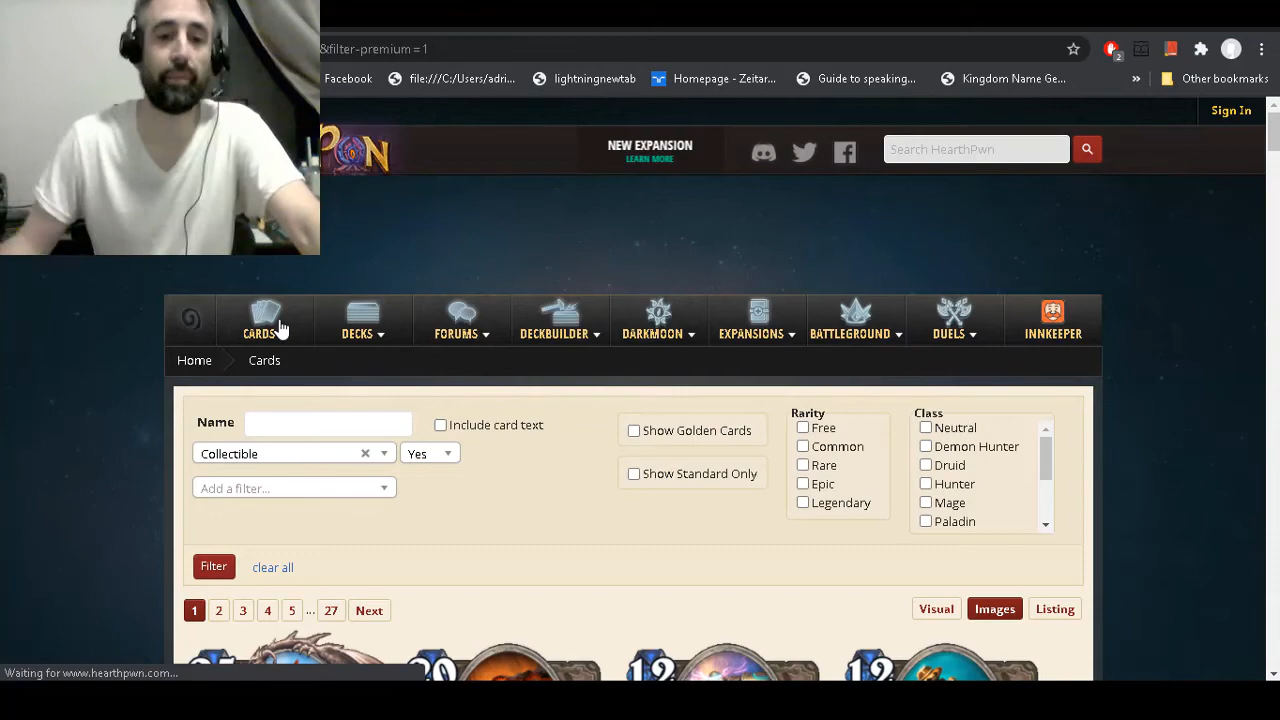 &filter-premium=1
2
Facebook file:///C:/Users/adri... lightningnewtab Homepage - Zeitar... Guide to speaking... Kingdom Name Ge... » Other bookmarks
Sign In
NEW EXPANSION
LEARN MORE
Search HearthPwn
CARDS DECKS FORUMS DECKBUILDER DARKMOON EXPANSIONS BATTLEGROUND DUELS INNKEEPER
Home Cards
Name Include card text
Collectible Yes
Add a filter...
Show Golden Cards
Show Standard Only
Rarity
Free
Common
Rare
Epic
Legendary
Class
Neutral
Demon Hunter
Druid
Hunter
Mage
Paladin
Filter clear all
1 2 3 4 5 ... 27 Next Visual Images Listing
20 12 12
Waiting for www.hearthpwn.com...